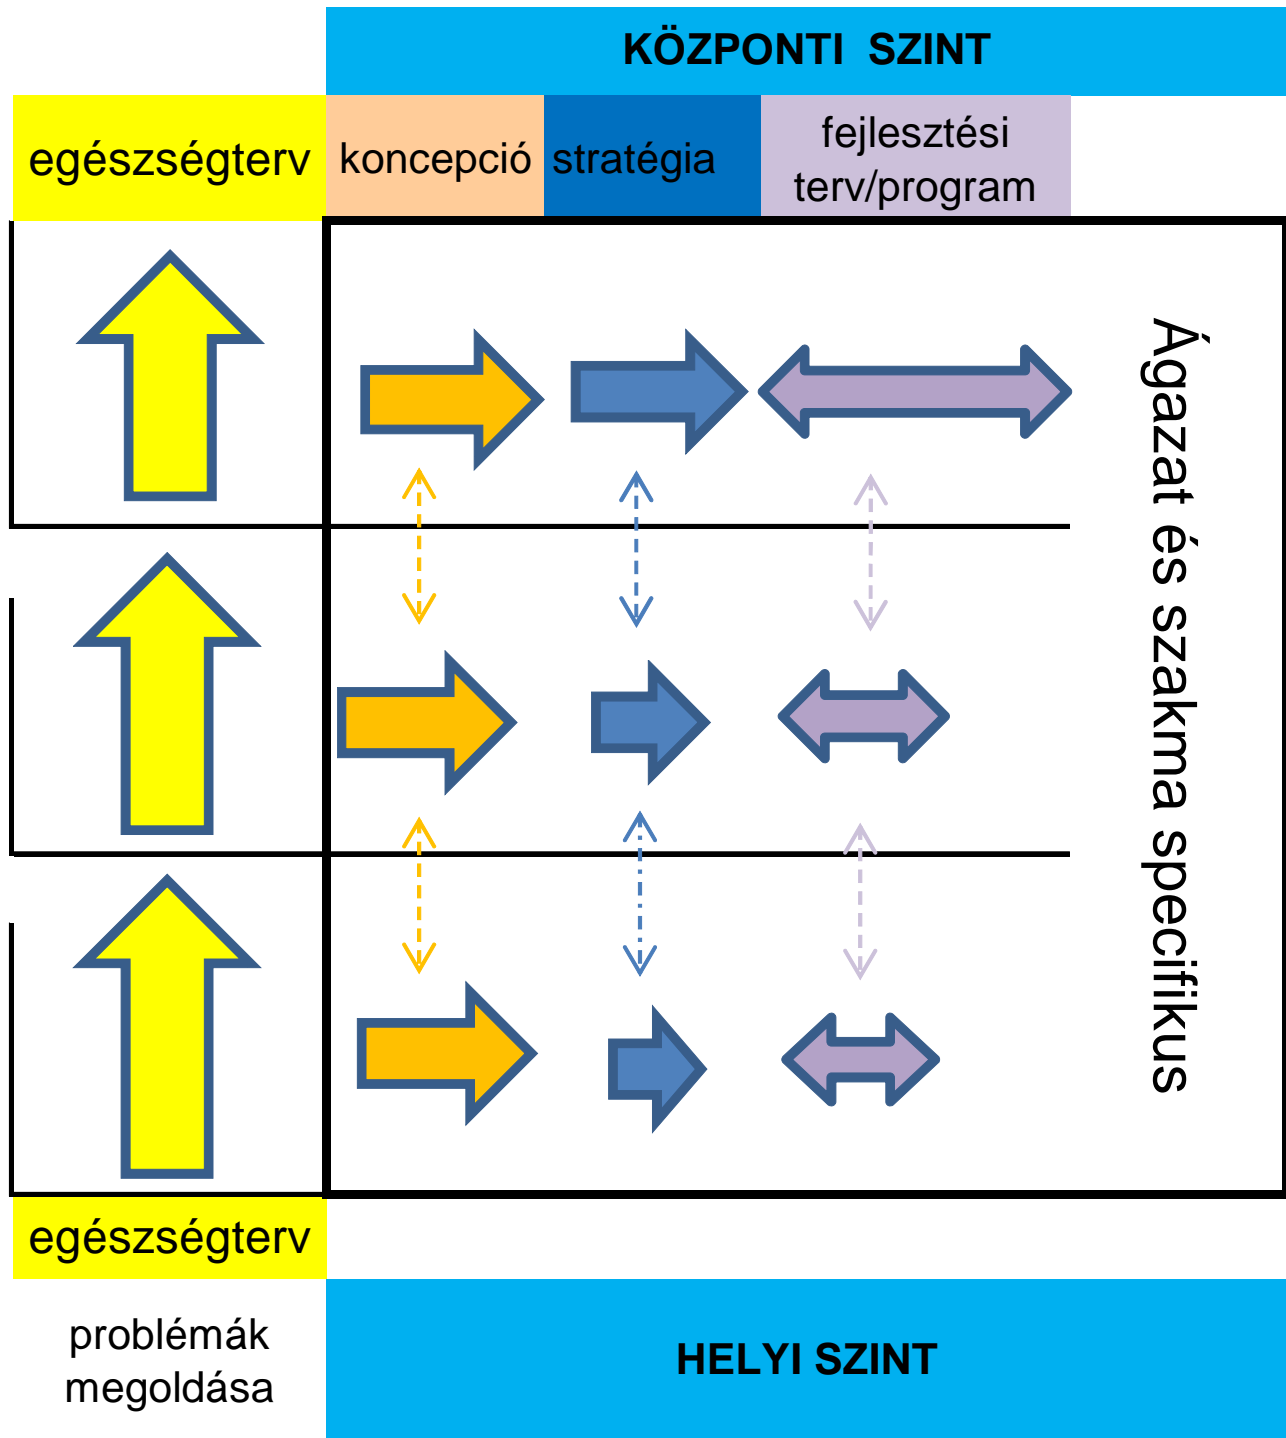 KÖZPONTI SZINT
egészségterv
koncepció
stratégia
fejlesztési
terv/program
Ágazat és szakma specifikus
egészségterv
problémák
megoldása
HELYI SZINT